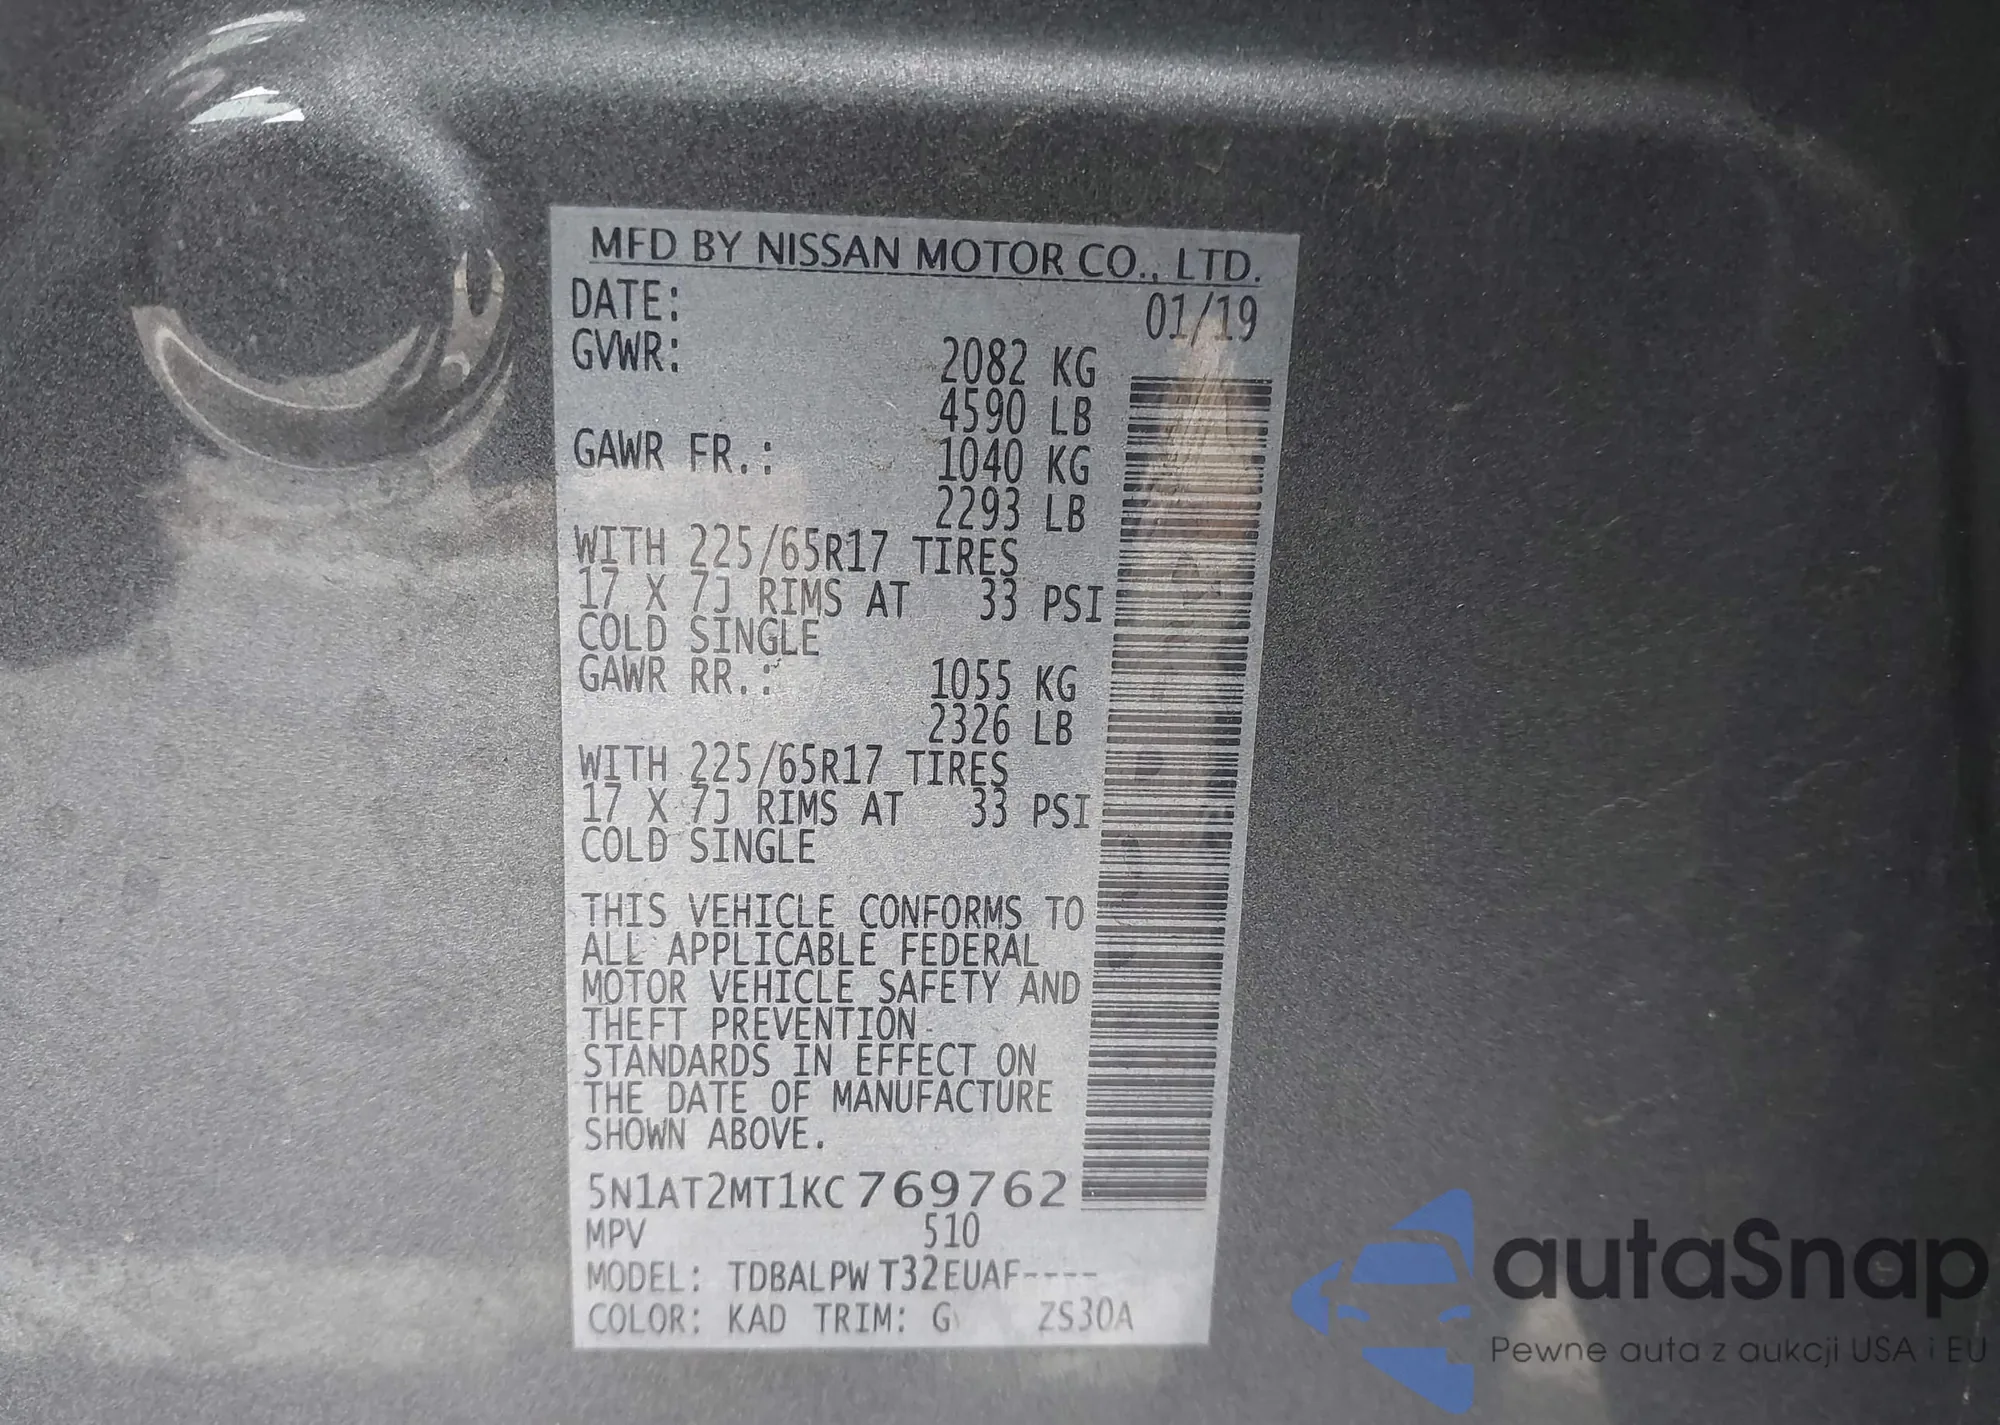 MFD BY NISSAN MOTOR CO., LTD.
DATE: 01/19
GVWR: 2082 KG
4590 LB
GAWR FR.: 1040 KG
2293 LB
WITH 225/65R17 TIRES
17 X 7J RIMS AT 33 PSI
COLD SINGLE
GAWR RR.: 1055 KG
2326 LB
WITH 225/65R17 TIRES
17 X 7J RIMS AT 33 PSI
COLD SINGLE
THIS VEHICLE CONFORMS TO
ALL APPLICABLE FEDERAL
MOTOR VEHICLE SAFETY AND
THEFT PREVENTION
STANDARDS IN EFFECT ON
THE DATE OF MANUFACTURE
SHOWN ABOVE.
5N1AT2MT1KC769762
MPV 510
MODEL: TDBALPW T32EUAF----
COLOR: KAD TRIM: G ZS30A
autaSnap
Pewne auta z aukcji USA i EU